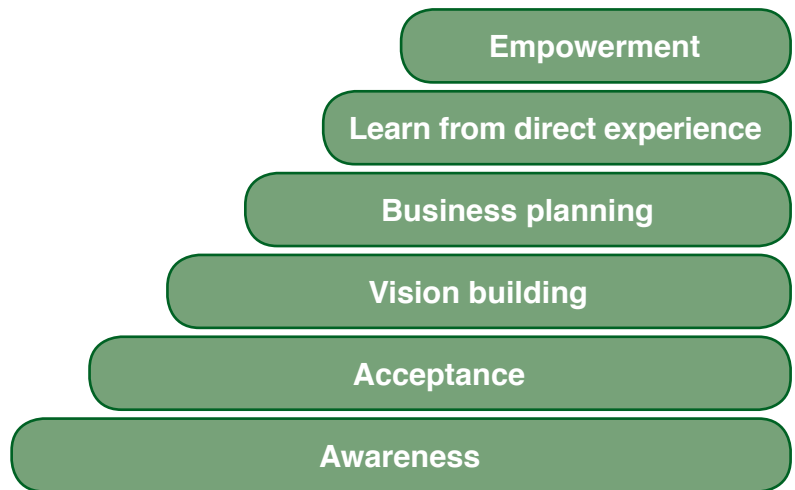 Empowerment
Learn from direct experience
Business planning
Vision building
Acceptance
Awareness